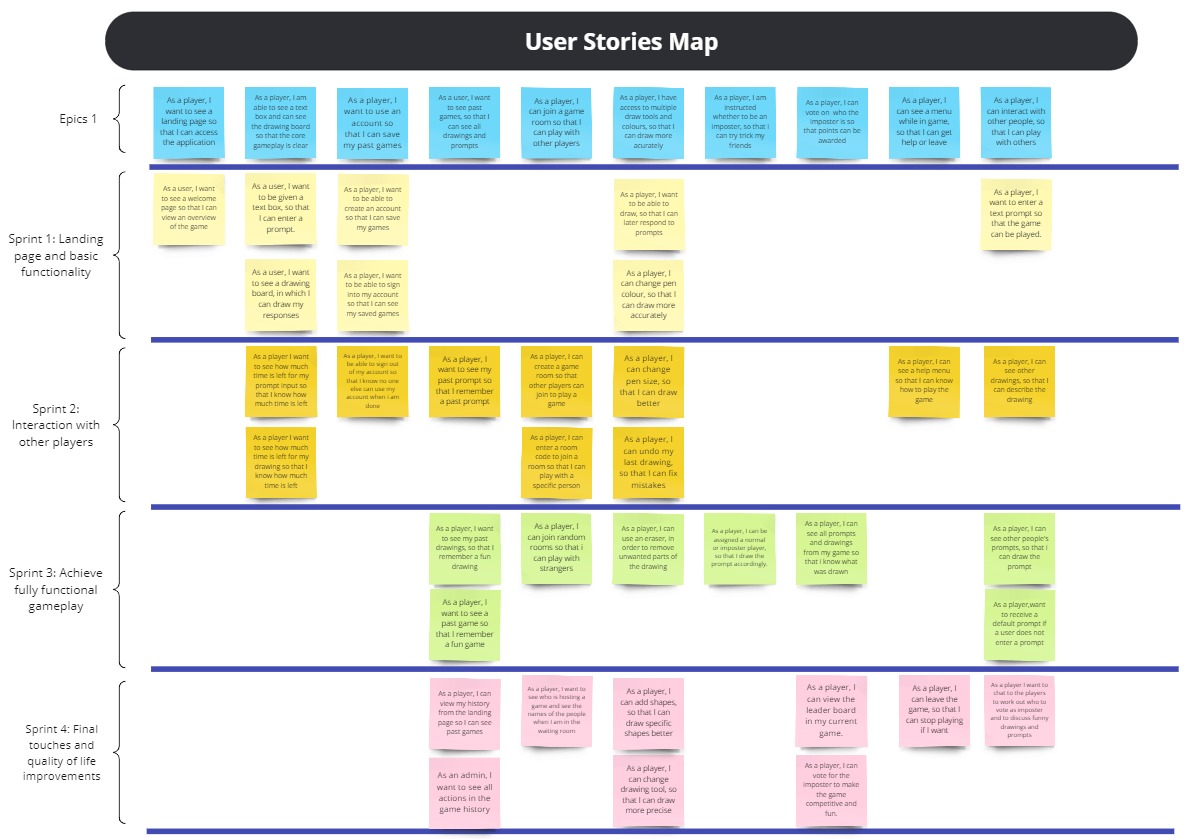 User Stories Map
Epics 1
As a player, I
want to see a
landing page so
that I can access
the application
As a player, I am
able to see a text
box and can see
the drawing board
so that the core
gameplay is clear
As a player, I
want to use an
account so
that I can save
my past games
As a user, I want
to see past
games, so that I
can see all
drawings and
prompts
As a player, I
can join a game
room so that I
can play with
other players
As a player, I have
access to multiple
draw tools and
colours, so that I
can draw more
acurately
As a player, I am
instructed
whether to be an
imposter, so that I
can try trick my
friends
As a player, I can
vote on who the
imposter is so
that points can be
awarded
As a player, I
can see a menu
while in game,
so that I can get
help or leave
As a player, I
can interact with
other people, so
that I can play
with others
Sprint 1: Landing
page and basic
functionality
As a user, I want
to see a welcome
page so that I can
view an overview
of the game
As a user, I want
to be given a
text box, so that
I can enter a
prompt.
As a player, I want
to be able to
create an account
so that I can save
my games
As a player, I want
to be able to
draw, so that I can
later respond to
prompts
As a player, I
want to enter a
text prompt so
that the game
can be played.
As a user, I want
to see a drawing
board, in which I
can draw my
responses
As a player, I want
to be able to sign
into my account
so that I can see
my saved games
As a player, I
can change pen
colour, so that I
can draw more
accurately
Sprint 2:
Interaction with
other players
As a player I want
to see how much
time is left for my
prompt input so
that I know how
much time is left
As a player, I want to
be able to sign out
of my account so
that I know no one
else can use my
account when i am
done
As a player, I
want to see my
past prompt so
that I remember
a past prompt
As a player, I can
create a game
room so that
other players can
join to play a
game
As a player, I
can change
pen size, so
that I can draw
better
As a player, I can
see a help menu
so that I can know
how to play the
game
As a player, I can
see other
drawings, so that I
can describe the
drawing
As a player I want
to see how much
time is left for my
drawing so that I
know how much
time is left
As a player, I can
enter a room
code to join a
room so that I can
play with a
specific person
As a player, I
can undo my
last drawing,
so that I can fix
mistakes
Sprint 3: Achieve
fully functional
gameplay
As a player, I want
to see my past
drawings, so that I
remember a fun
drawing
As a player, I
can join random
rooms so that i
can play with
strangers
As a player, I can
use an eraser, in
order to remove
unwanted parts of
the drawing
As a player, I can be
assigned a normal
or imposter player,
so that I draw the
prompt accordingly.
As a player, I can
see all prompts
and drawings
from my game so
that i know what
was drawn
As a player, I can
see other people's
prompts, so that I
can draw the
prompt
As a player, I
want to see a
past game so
that I remember
a fun game
As a player,want
to receive a
default prompt if
a user does not
enter a prompt
Sprint 4: Final
touches and
quality of life
improvements
As a player, I can
view my history
from the landing
page so I can see
past games
As a player, I want to
see who is hosting a
game and see the
names of the people
when I am in the
waiting room
As a player, I
can add shapes,
so that I can
draw specific
shapes better
As a player, I
can view the
leader board
in my current
game.
As a player, I
can leave the
game, so that I
can stop playing
if I want
As a player I want to
chat to the players
to work out who to
vote as imposter
and to discuss funny
drawings and
prompts
As an admin, I
want to see all
actions in the
game history
As a player, I
can change
drawing tool, so
that I can draw
more precise
As a player, I can
vote for the
imposter to make
the game
competitive and
fun.